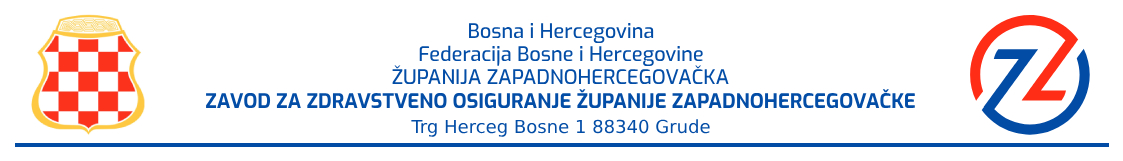 Bosna i Hercegovina
Federacija Bosne i Hercegovine
ŽUPANIJA ZAPADNOHERCEGOVAČKA
ZAVOD ZA ZDRAVSTVENO OSIGURANJE ŽUPANIJE ZAPADNOHERCEGOVAČKE
Trg Herceg Bosne 1 88340 Grude